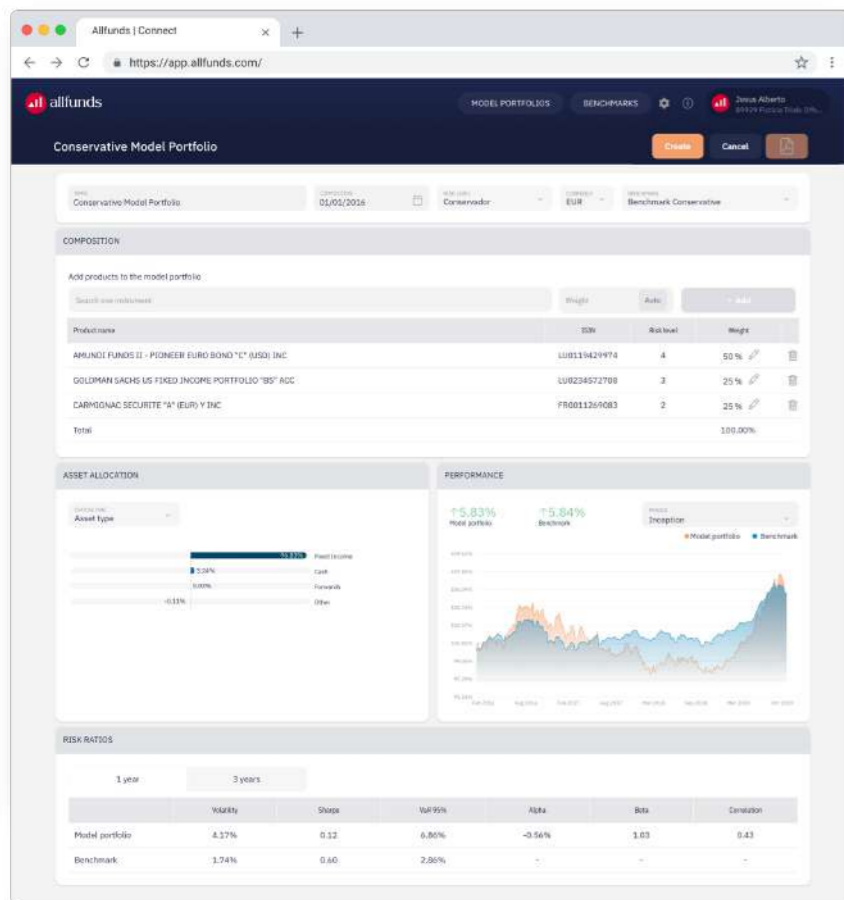 Allfunds | Connect
https://app.allfunds.com/
allfunds
MODEL PORTFOLIOS BENCHMARKS
Conservative Model Portfolio
Create Cancel
Conservative Model Portfolio 01/01/2016 Conservador EUR Benchmark Conservative
COMPOSITION
Add products to the model portfolio
Search one instrument Weight Auto + Add
Product name ISIN Risk level Weight
AMUNDI FUNDS II - PIONEER EURO BOND "C" (USD) INC LU0119429974 4 50 %
GOLDMAN SACHS US FIXED INCOME PORTFOLIO "BS" ACC LU0234572708 3 25 %
CARMIGNAC SECURITE "A" (EUR) Y INC FR0011269083 2 25 %
Total 100.00%
ASSET ALLOCATION
Asset type
Fixed Income
Cash
0.00% Forwards
-0.11% Other
PERFORMANCE
↑5.83% ↑5.84%
Model portfolio Benchmark
Inception
Model portfolio Benchmark
RISK RATIOS
1 year 3 years
Volatility Sharpe VaR 95% Alpha Beta Correlation
Model portfolio 4.17% 0.12 6.86% -0.56% 1.03 0.43
Benchmark 1.74% 0.60 2.86% - - -